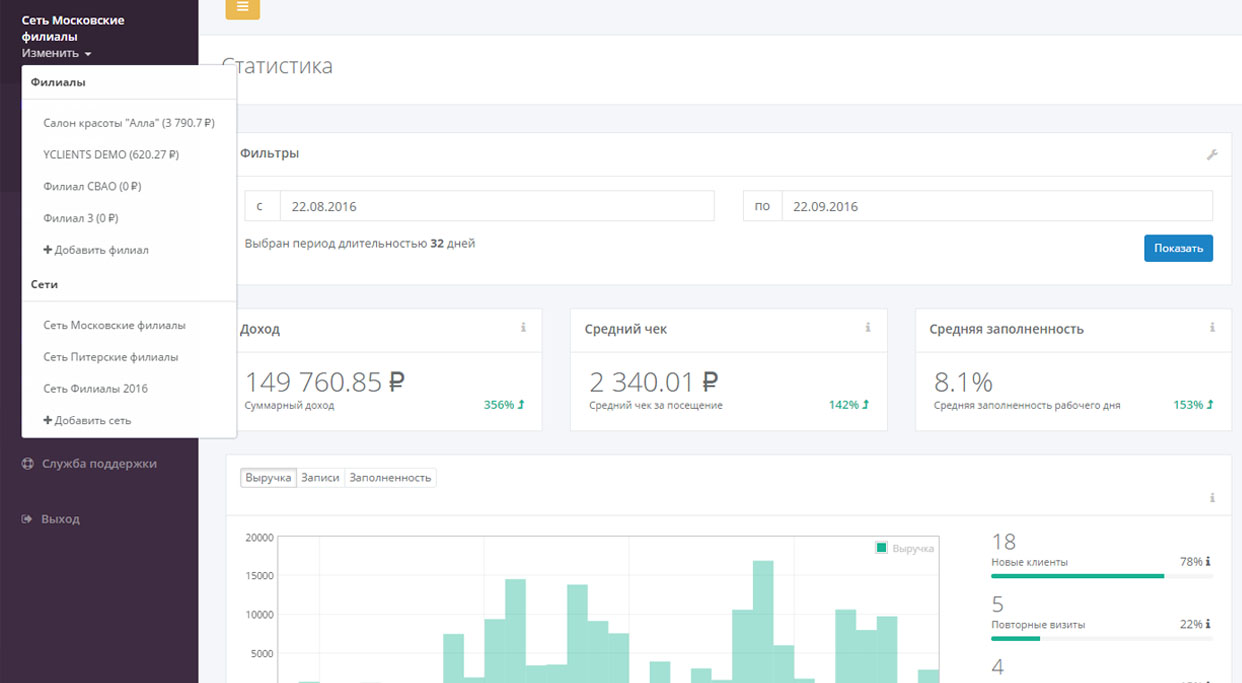 Сеть Московские
филиалы
Изменить
Филиалы
Салон красоты "Алла" (3 790.7 ₽)
YCLIENTS DEMO (620.27 ₽)
Филиал СВАО (0 ₽)
Филиал 3 (0 ₽)
Добавить филиал
Сети
Сеть Московские филиалы
Сеть Питерские филиалы
Сеть Филиалы 2016
Добавить сеть
Служба поддержки
Выход
Статистика
Фильтры
с 22.08.2016
по 22.09.2016
Выбран период длительностью 32 дней
Показать
Доход
149 760.85 ₽
Суммарный доход 356%
Средний чек
2 340.01 ₽
Средний чек за посещение 142%
Средняя заполненность
8.1%
Средняя заполненность рабочего дня 153%
Выручка Записи Заполненность
20000
15000
10000
5000
Выручка
18
Новые клиенты 78%
5
Повторные визиты 22%
4